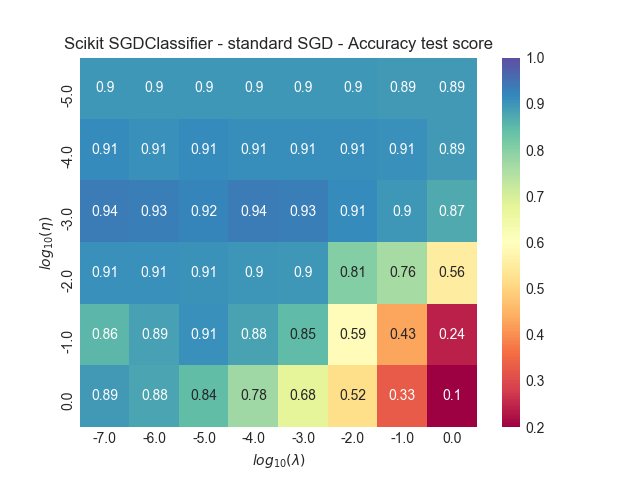 Scikit SGDClassifier - standard SGD - Accuracy test score
-5.0 0.9 0.9 0.9 0.9 0.9 0.9 0.89 0.89
-4.0 0.91 0.91 0.91 0.91 0.91 0.91 0.91 0.89
-3.0 0.94 0.93 0.92 0.94 0.93 0.91 0.9 0.87
-2.0 0.91 0.91 0.91 0.9 0.9 0.81 0.76 0.56
-1.0 0.86 0.89 0.91 0.88 0.85 0.59 0.43 0.24
0.0 0.89 0.88 0.84 0.78 0.68 0.52 0.33 0.1
-7.0 -6.0 -5.0 -4.0 -3.0 -2.0 -1.0 0.0
log10(λ)
log10(η)
1.0
0.9
0.8
0.7
0.6
0.5
0.4
0.3
0.2